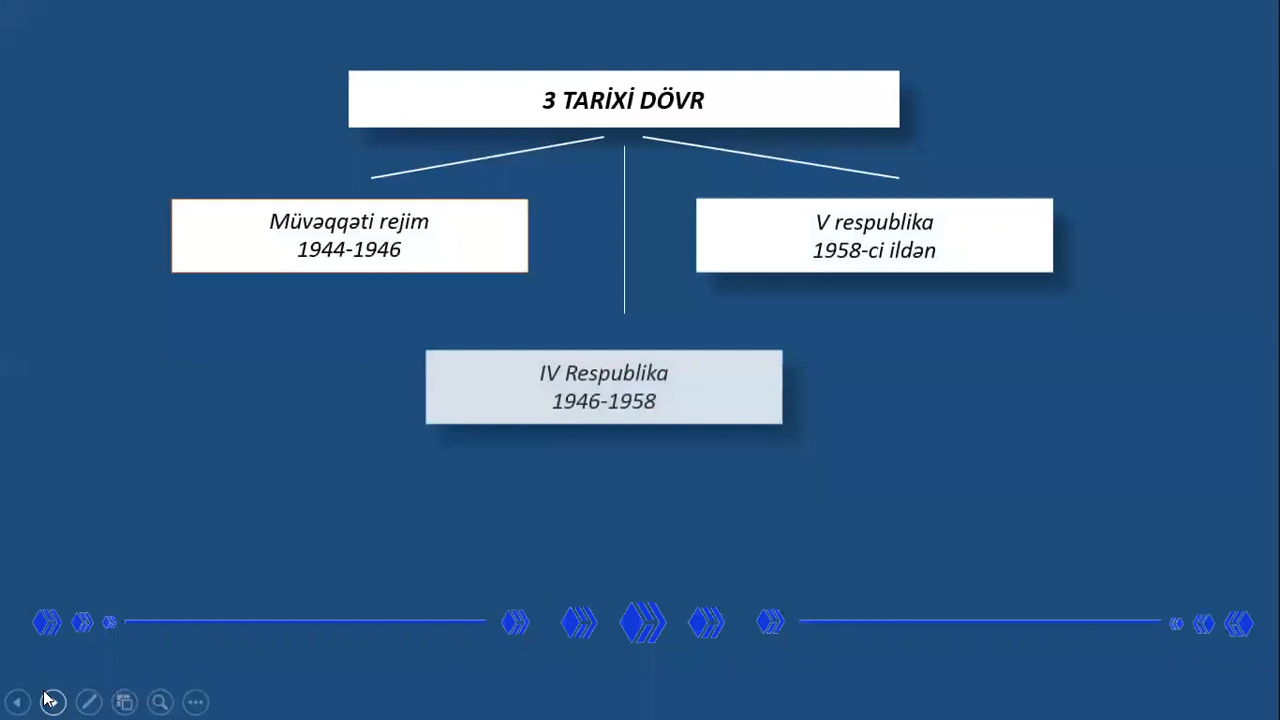 3 TARİXİ DÖVR
Müvəqqəti rejim
1944-1946
V respublika
1958-ci ildən
IV Respublika
1946-1958